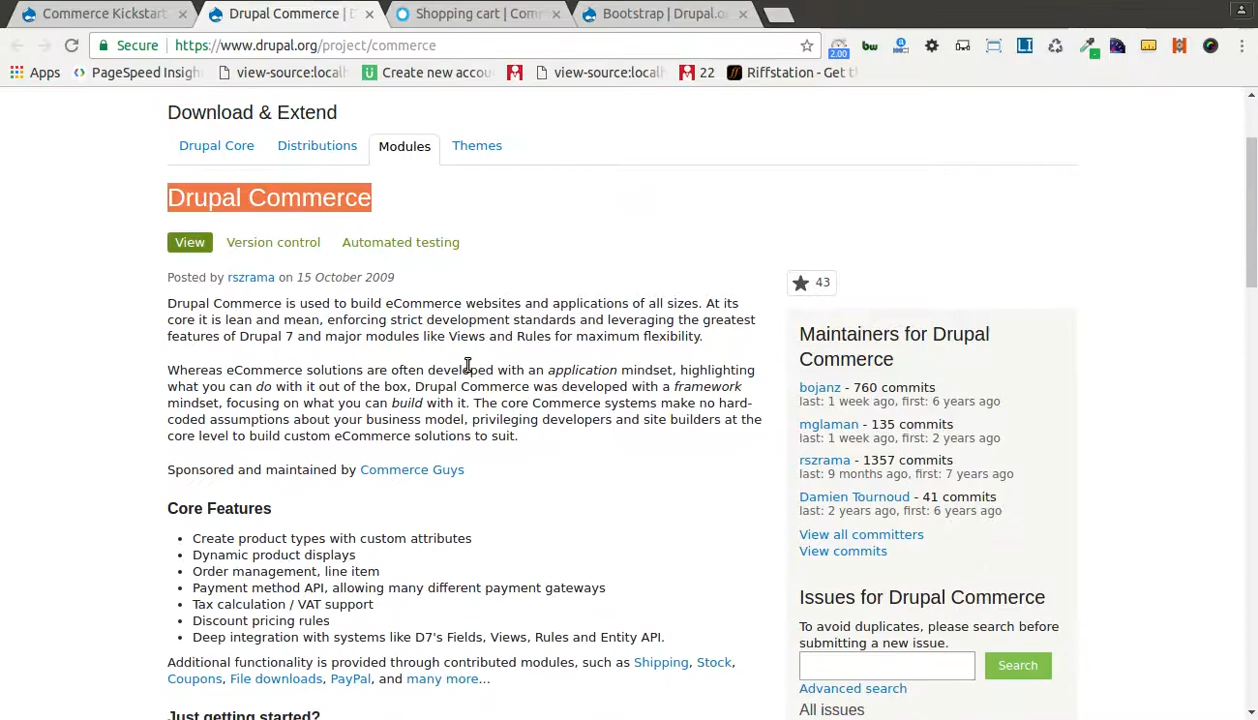 Commerce Kickstart
Drupal Commerce | D
Shopping cart | Comm
Bootstrap | Drupal.o
Secure
https://www.drupal.org/project/commerce
2.00
bw
LI
Apps
PageSpeed Insigh
view-source:local
Create new accou
view-source:local
22
Riffstation - Get t
Download & Extend
Drupal Core
Distributions
Modules
Themes
Drupal Commerce
View
Version control
Automated testing
Posted by rszrama on 15 October 2009
Drupal Commerce is used to build eCommerce websites and applications of all sizes. At its
core it is lean and mean, enforcing strict development standards and leveraging the greatest
features of Drupal 7 and major modules like Views and Rules for maximum flexibility.
Whereas eCommerce solutions are often developed with an application mindset, highlighting
what you can do with it out of the box, Drupal Commerce was developed with a framework
mindset, focusing on what you can build with it. The core Commerce systems make no hard-
coded assumptions about your business model, privileging developers and site builders at the
core level to build custom eCommerce solutions to suit.
Sponsored and maintained by Commerce Guys
Core Features
Create product types with custom attributes
Dynamic product displays
Order management, line item
Payment method API, allowing many different payment gateways
Tax calculation / VAT support
Discount pricing rules
Deep integration with systems like D7's Fields, Views, Rules and Entity API.
Additional functionality is provided through contributed modules, such as Shipping, Stock,
Coupons, File downloads, PayPal, and many more...
Just getting started?
43
Maintainers for Drupal
Commerce
bojanz - 760 commits
last: 1 week ago, first: 6 years ago
mglaman - 135 commits
last: 1 week ago, first: 2 years ago
rszrama - 1357 commits
last: 9 months ago, first: 7 years ago
Damien Tournoud - 41 commits
last: 2 years ago, first: 6 years ago
View all committers
View commits
Issues for Drupal Commerce
To avoid duplicates, please search before
submitting a new issue.
Search
Advanced search
All issues